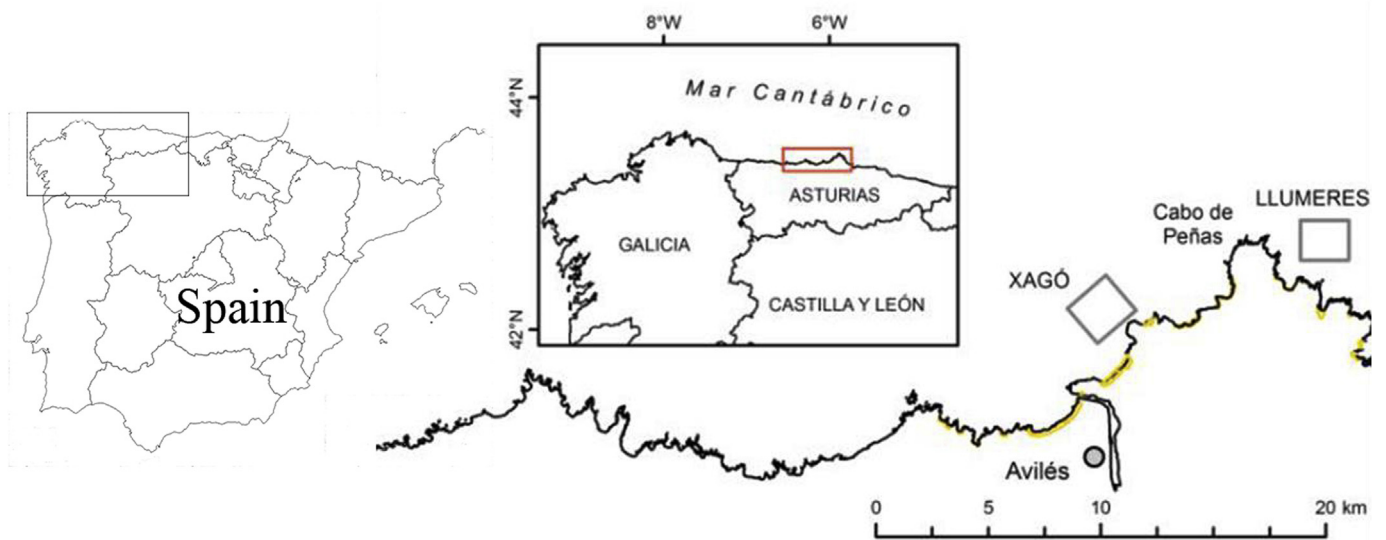 8°W
6°W
44°N
42°N
Mar Cantábrico
ASTURIAS
GALICIA
CASTILLA Y LEÓN
Spain
Cabo de
Peñas
LLUMERES
XAGÓ
Avilés
0
5
10
20 km